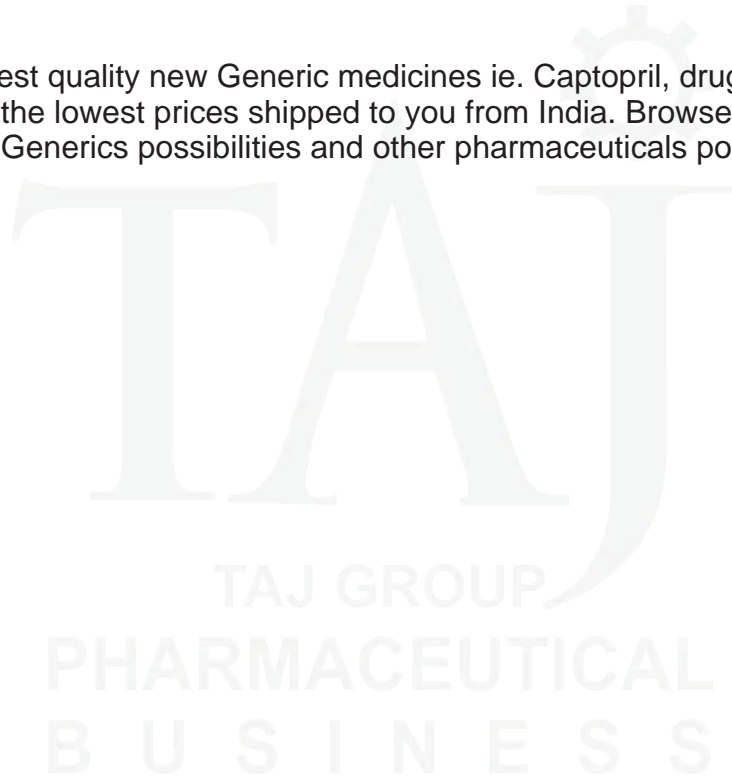 est quality new Generic medicines ie. Captopril, drug
the lowest prices shipped to you from India. Browse
Generics possibilities and other pharmaceuticals po
TAJ
TAJ GROUP
PHARMACEUTICAL
BUSINESS